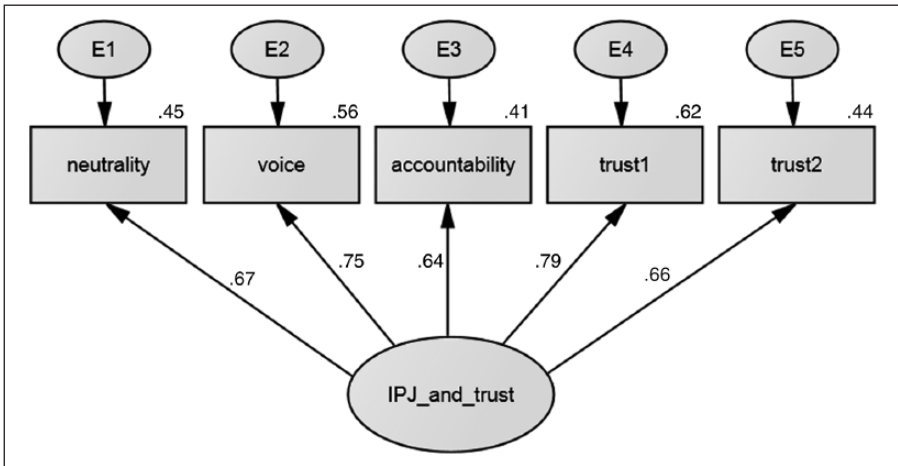 E1 E2 E3 E4 E5
.45 .56 .41 .62 .44
neutrality voice accountability trust1 trust2
.67 .75 .64 .79 .66
IPJ_and_trust